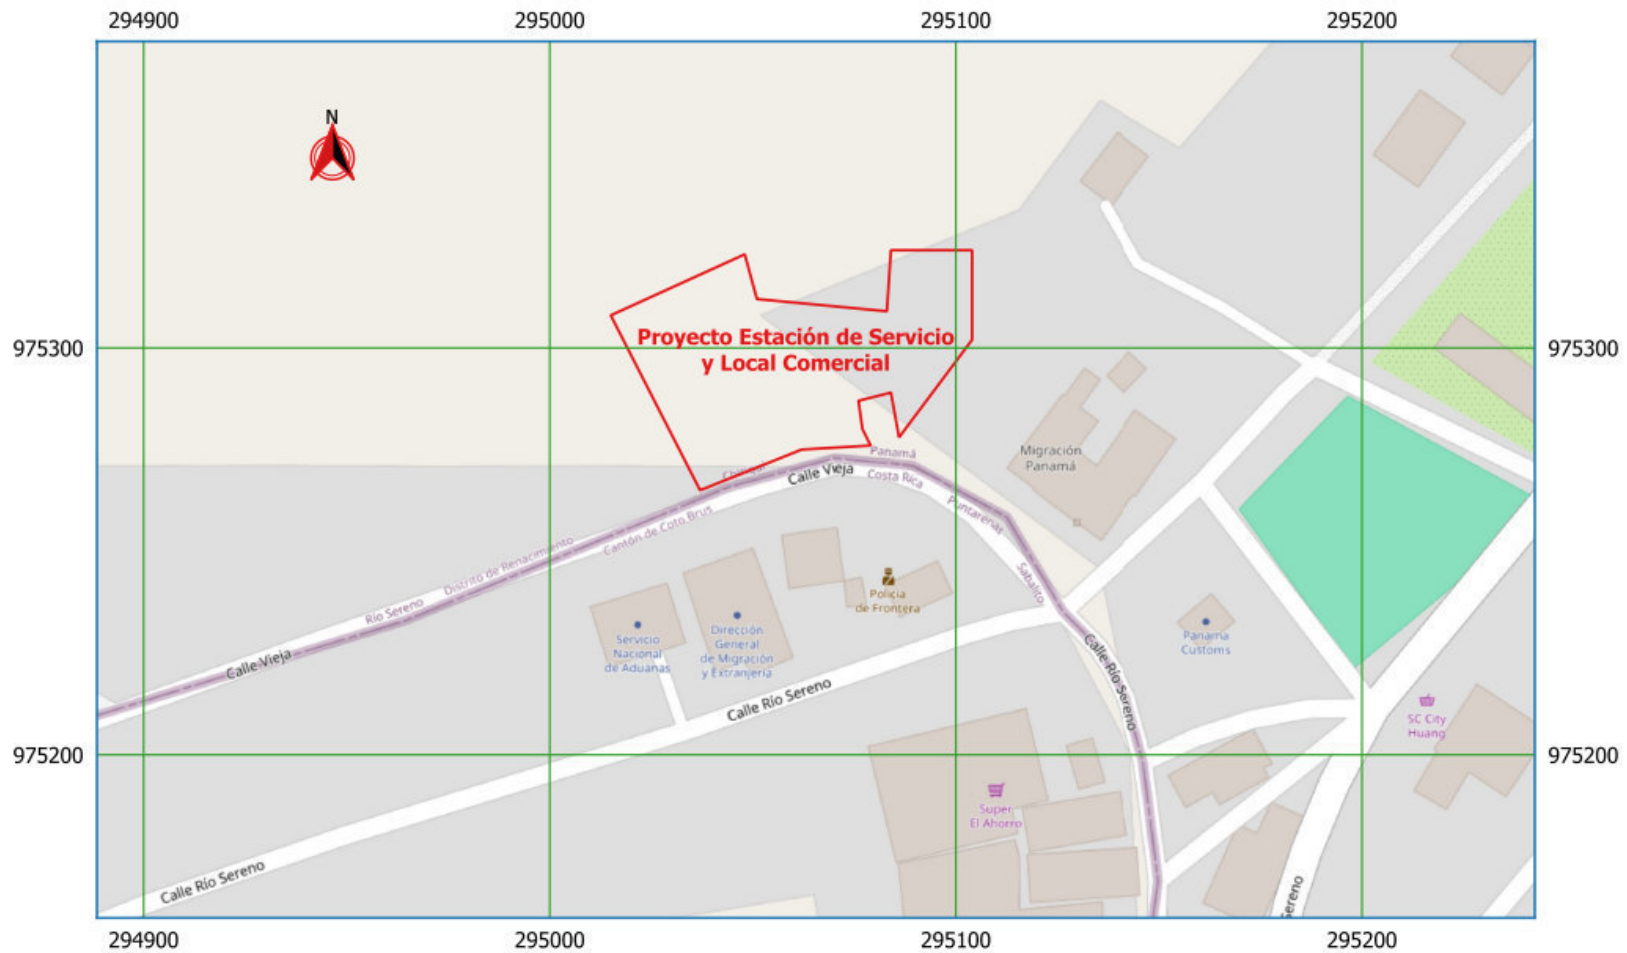 294900
295000
295100
295200
N
975300
Proyecto Estación de Servicio
y Local Comercial
975300
Migración
Panamá
Panamá
Calle Vieja
Costa Rica
Puntarenas
Cantón de Coto Brus
Distrito de Renacimiento
Sabalito
Río Sereno
Calle Vieja
Policía
de Frontera
Servicio
Nacional
de Aduanas
Dirección
General
de Migración
y Extranjería
Panama
Customs
Calle Río Sereno
Calle Río Sereno
SC City
Huang
975200
975200
Super
El Ahorro
Calle Río Sereno
Sereno
294900
295000
295100
295200